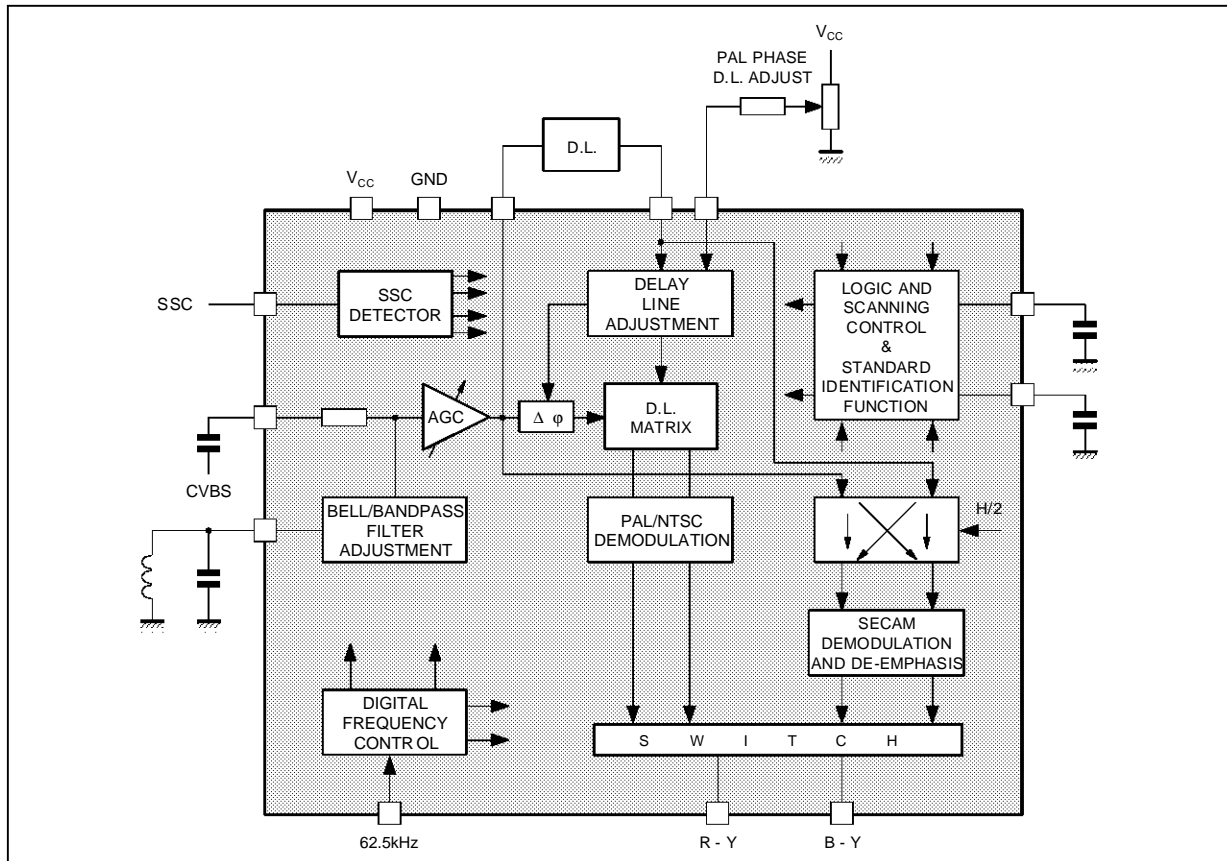 V_CC
PAL PHASE
D.L. ADJUST
D.L.
V_CC
GND
SSC
SSC
DETECTOR
DELAY
LINE
ADJUSTMENT
LOGIC AND
SCANNING
CONTROL
&
STANDARD
IDENTIFICATION
FUNCTION
AGC
Δ φ
D.L.
MATRIX
CVBS
BELL/BANDPASS
FILTER
ADJUSTMENT
PAL/NTSC
DEMODULATION
H/2
SECAM
DEMODULATION
AND DE-EMPHASIS
DIGITAL
FREQUENCY
CONTROL
S W I T C H
62.5kHz
R - Y
B - Y